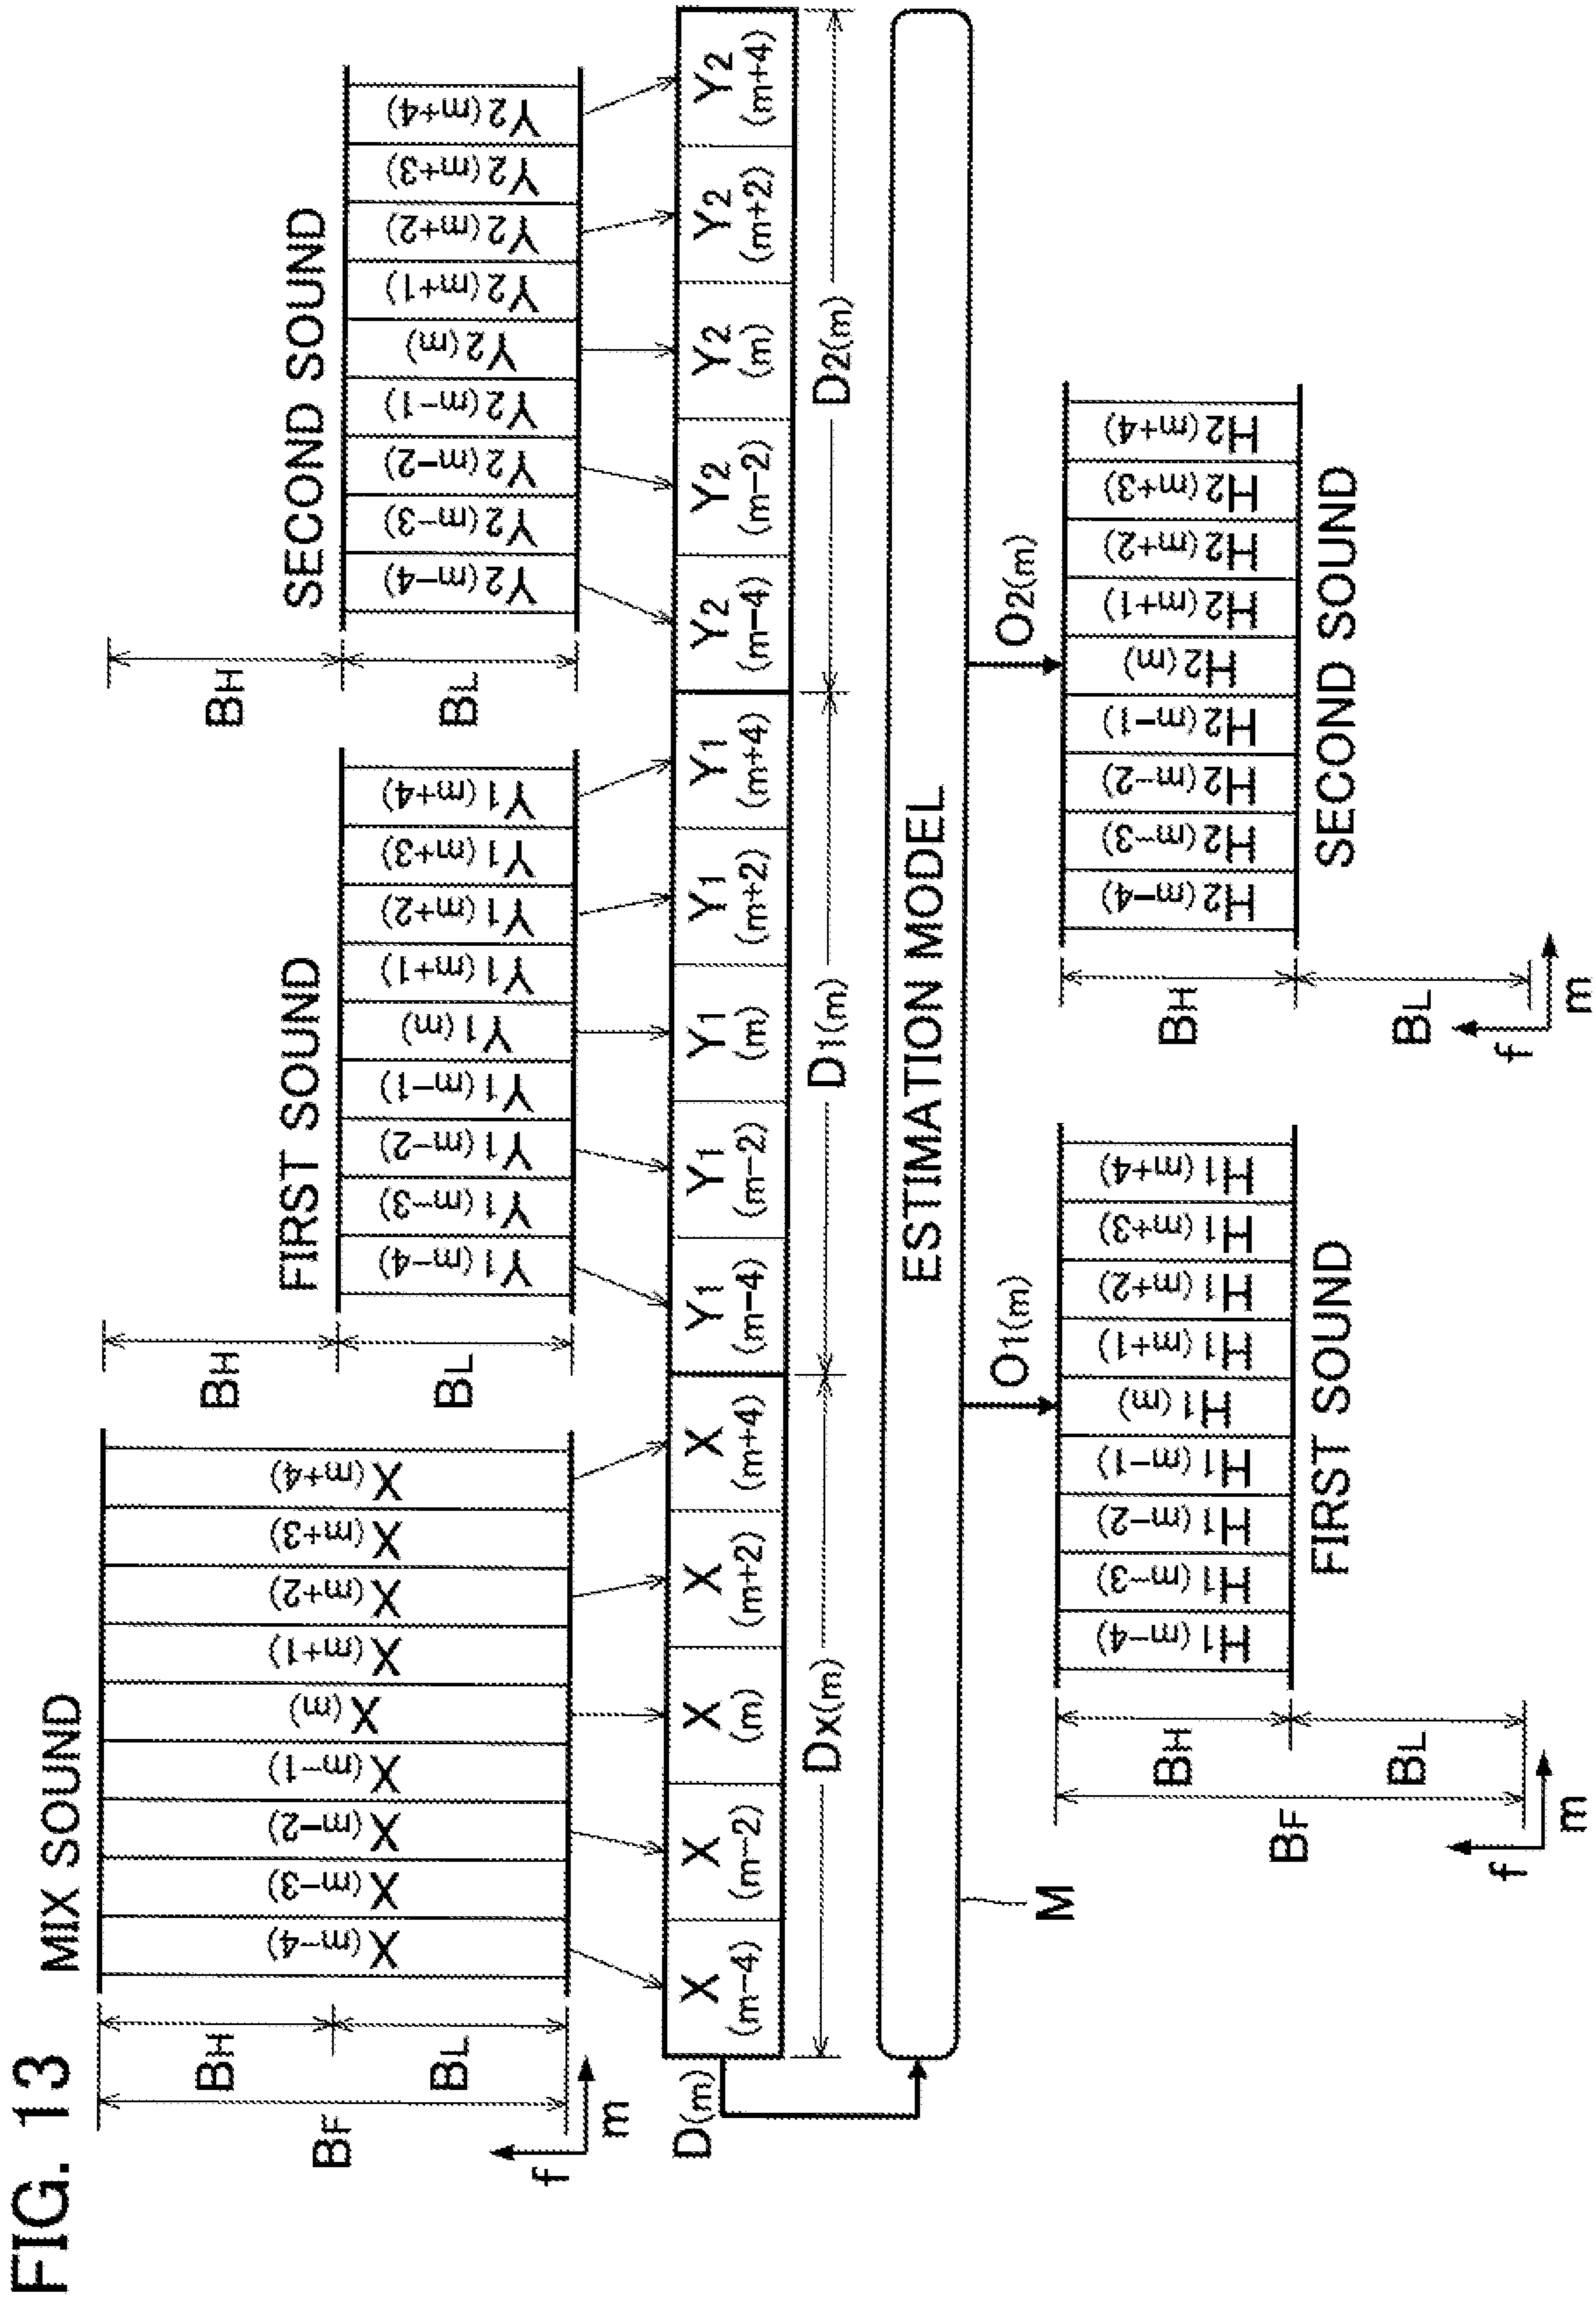 FIG. 13
MIX SOUND
FIRST SOUND
SECOND SOUND
BF
BH
BL
f
m
X(m-4)
X(m-3)
X(m-2)
X(m-1)
X(m)
X(m+1)
X(m+2)
X(m+3)
X(m+4)
BH
BL
Y1(m-4)
Y1(m-3)
Y1(m-2)
Y1(m-1)
Y1(m)
Y1(m+1)
Y1(m+2)
Y1(m+3)
Y1(m+4)
BH
BL
Y2(m-4)
Y2(m-3)
Y2(m-2)
Y2(m-1)
Y2(m)
Y2(m+1)
Y2(m+2)
Y2(m+3)
Y2(m+4)
D(m)
X (m-4)
X (m-2)
X (m)
X (m+2)
X (m+4)
Y1 (m-4)
Y1 (m-2)
Y1 (m)
Y1 (m+2)
Y1 (m+4)
Y2 (m-4)
Y2 (m-2)
Y2 (m)
Y2 (m+2)
Y2 (m+4)
DX(m)
D1(m)
D2(m)
ESTIMATION MODEL
M
O1(m)
O2(m)
BF
BH
BL
f
m
H1(m-4)
H1(m-3)
H1(m-2)
H1(m-1)
H1(m)
H1(m+1)
H1(m+2)
H1(m+3)
H1(m+4)
FIRST SOUND
BH
BL
f
m
H2(m-4)
H2(m-3)
H2(m-2)
H2(m-1)
H2(m)
H2(m+1)
H2(m+2)
H2(m+3)
H2(m+4)
SECOND SOUND